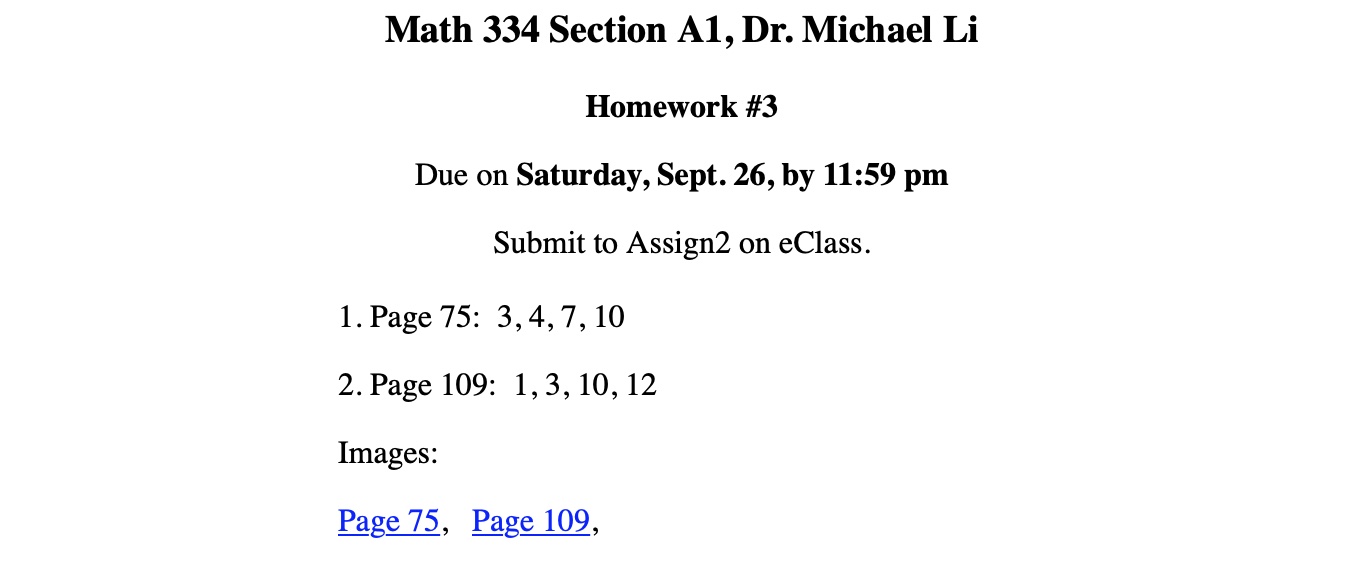 Math 334 Section A1, Dr. Michael Li
Homework #3
Due on Saturday, Sept. 26, by 11:59 pm
Submit to Assign2 on eClass.
1. Page 75:  3, 4, 7, 10
2. Page 109:  1, 3, 10, 12
Images:
Page 75,   Page 109,